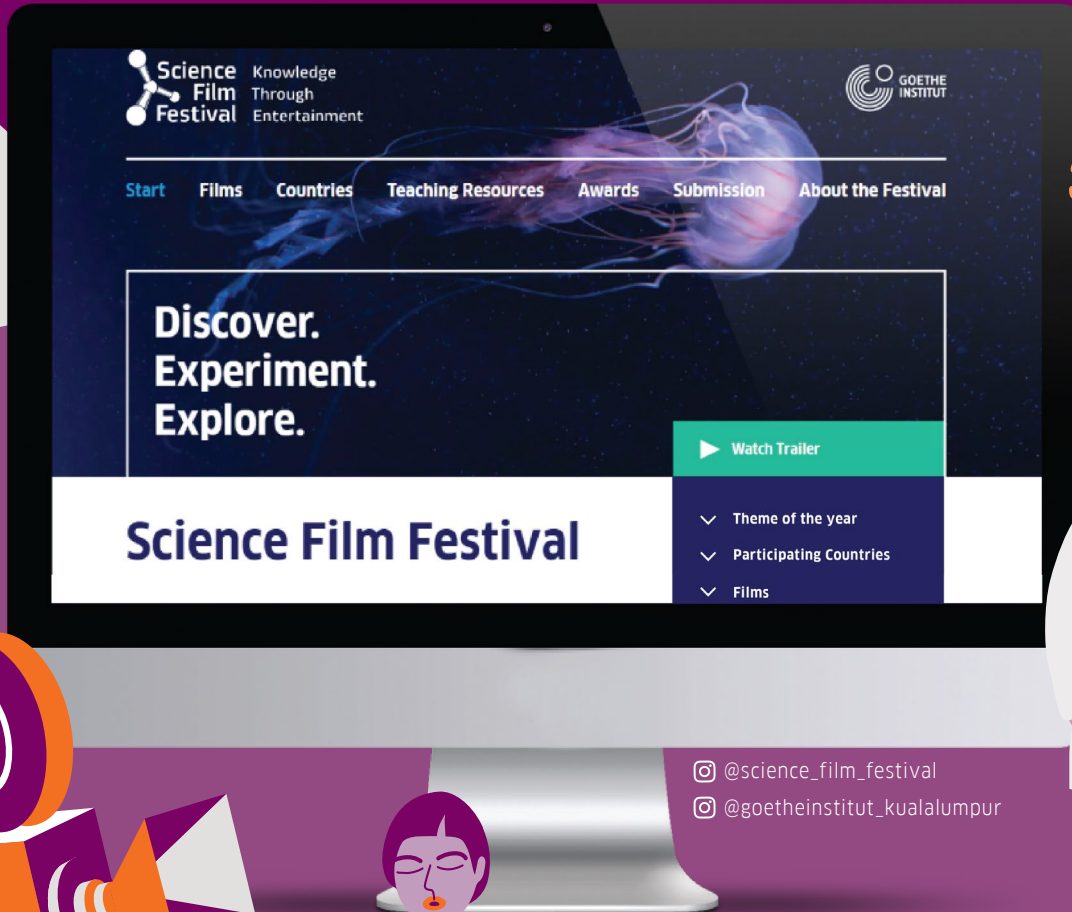 Science
Film
Festival
Knowledge
Through
Entertainment
GOETHE
INSTITUT
Start Films Countries Teaching Resources Awards Submission About the Festival
Discover.
Experiment.
Explore.
Watch Trailer
Science Film Festival
Theme of the year
Participating Countries
Films
@science_film_festival
@goetheinstitut_kualalumpur